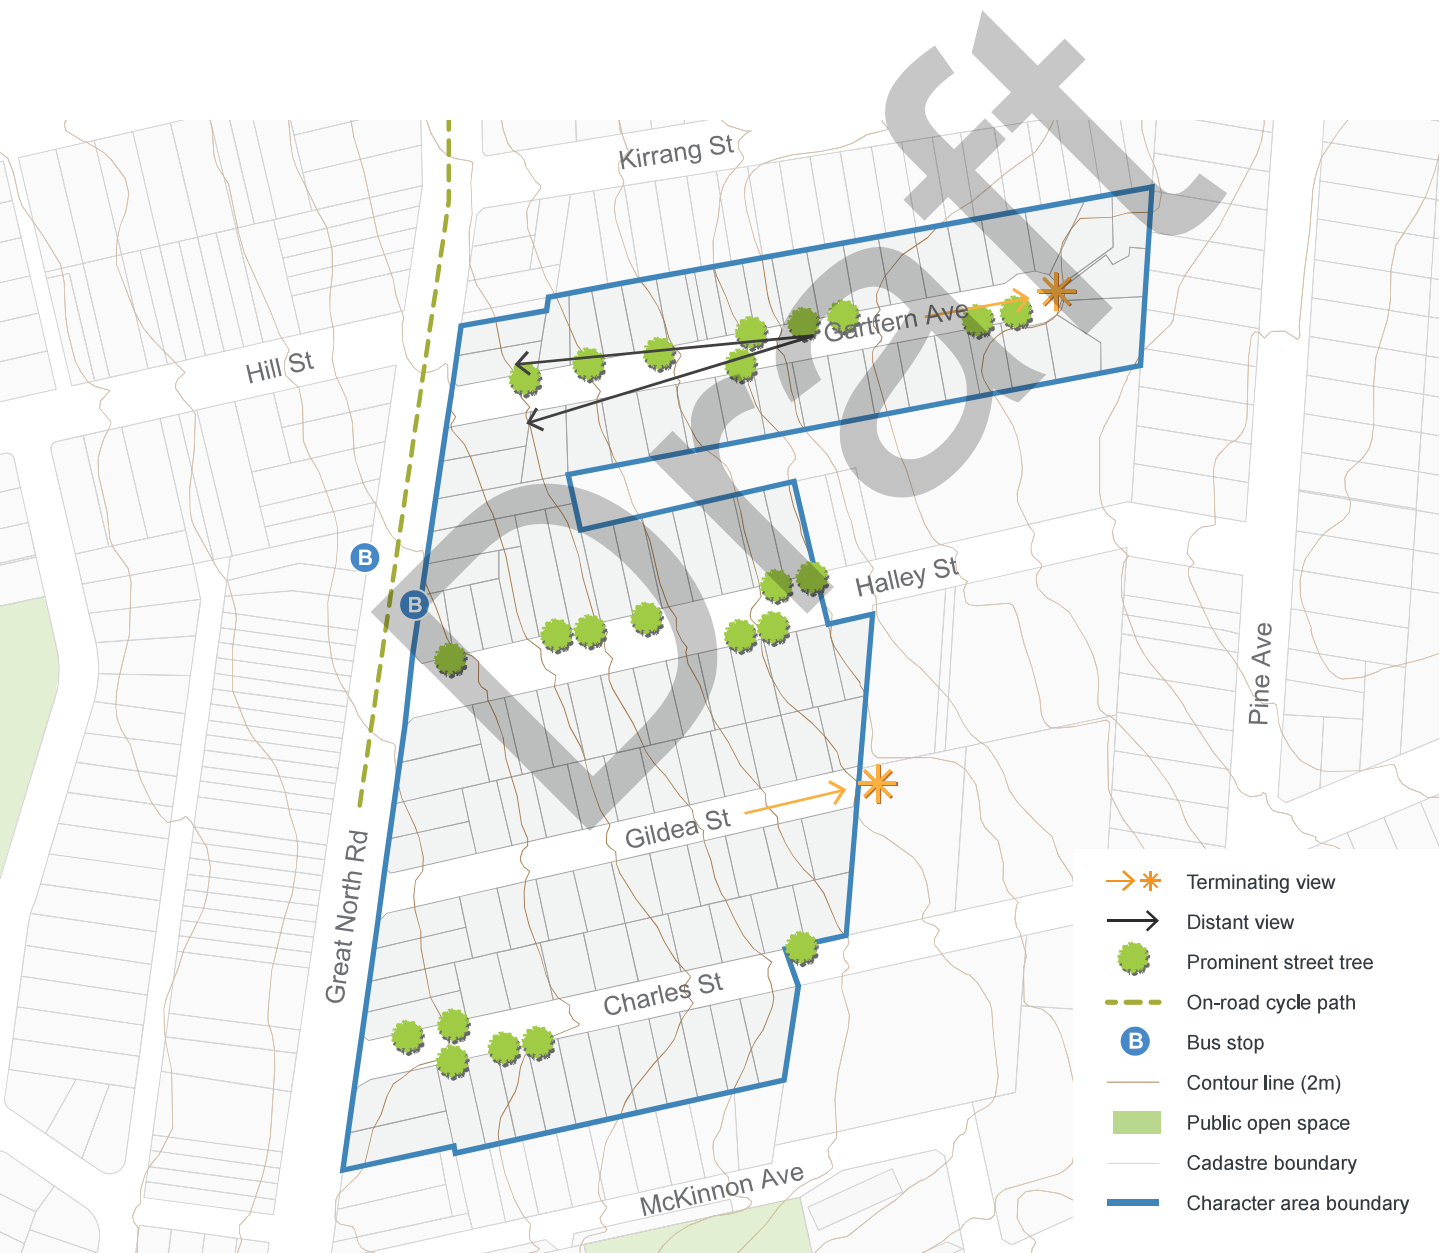 Draft
Kirrang St
Gartfern Ave
Hill St
B
B
Halley St
Pine Ave
Gildea St
Great North Rd
Charles St
McKinnon Ave
Terminating view
Distant view
Prominent street tree
On-road cycle path
B Bus stop
Contour line (2m)
Public open space
Cadastre boundary
Character area boundary